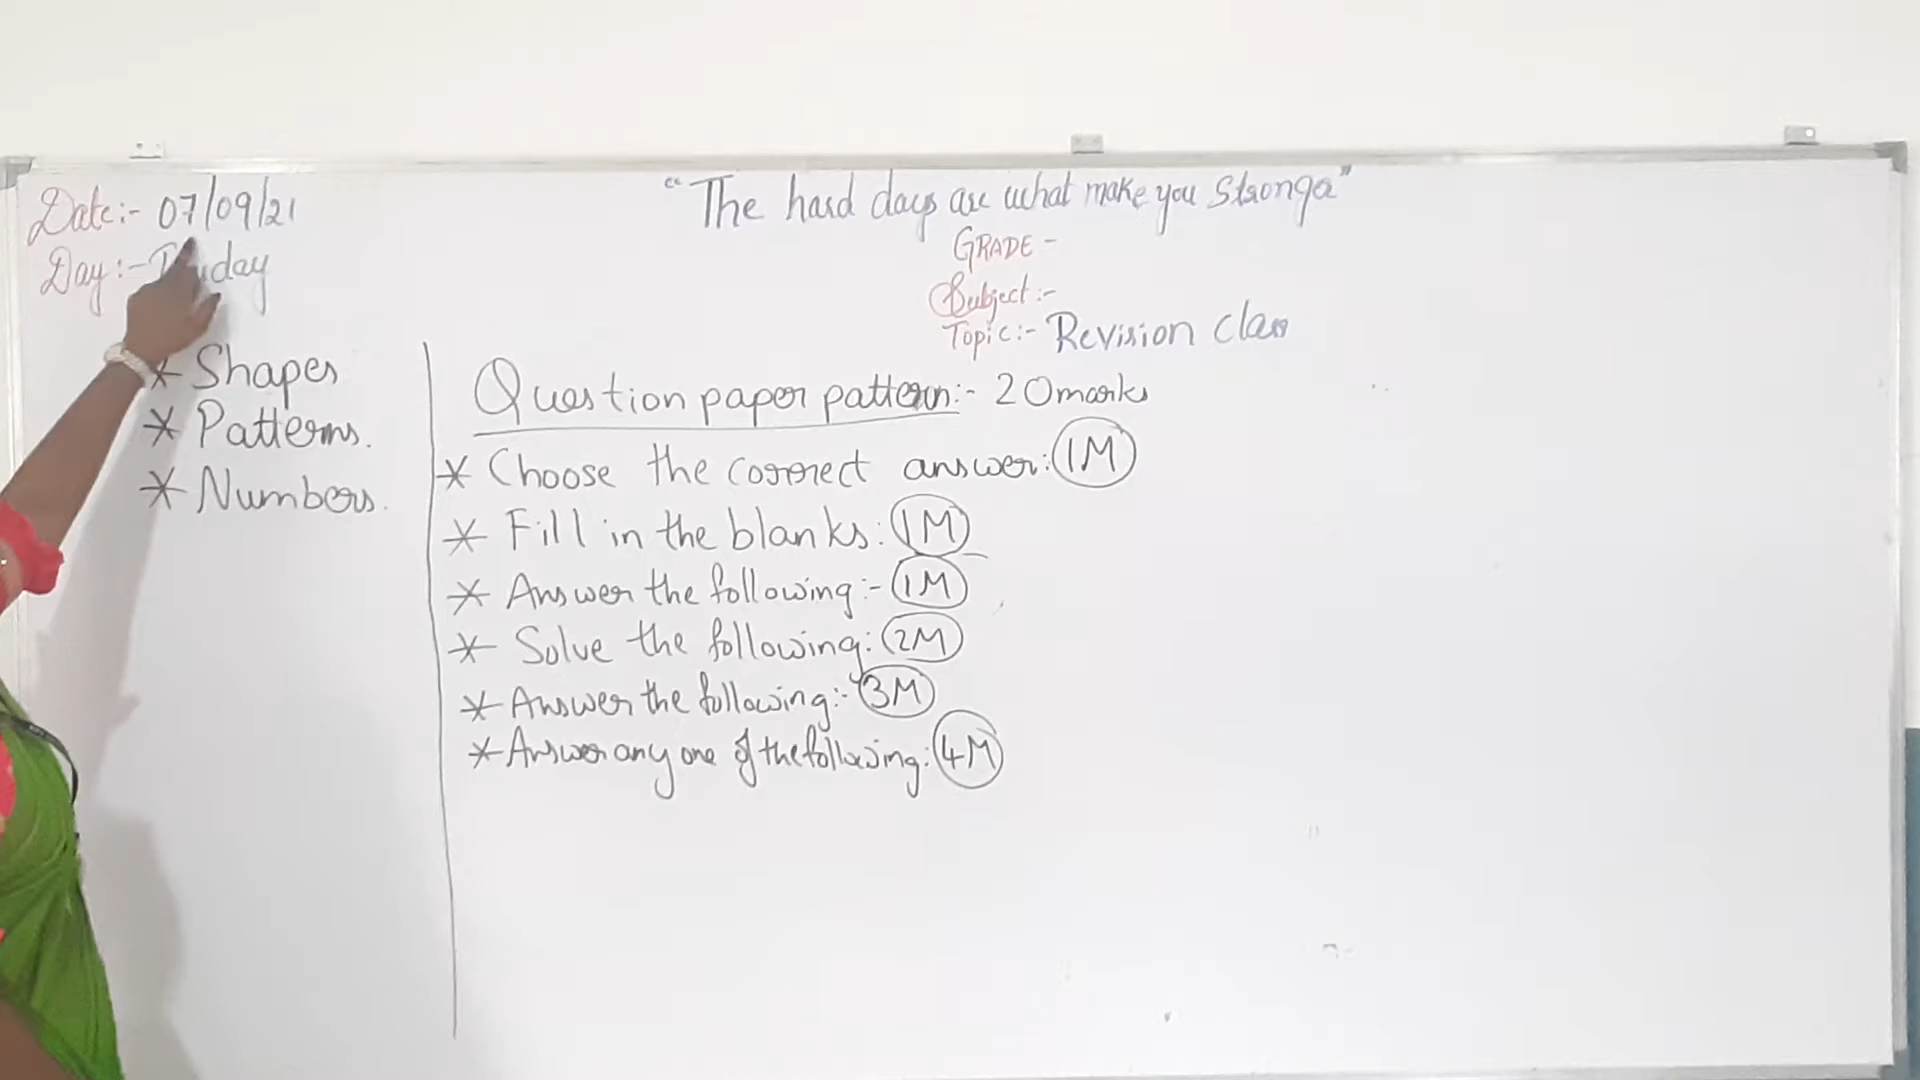 Date:- 07/09/21
"The hard days are what make you Stronga"
Day:-
GRADE -
Subject:-
Topic:- Revision class
* Shapes
* Patterns.
* Numbers.
Question paper pattern:- 20marks
* Choose the correct answer: 1M
* Fill in the blanks: 1M
* Answer the following:- 1M
* Solve the following: 2M
* Answer the following:- 3M
* Answer any one of the following: 4M